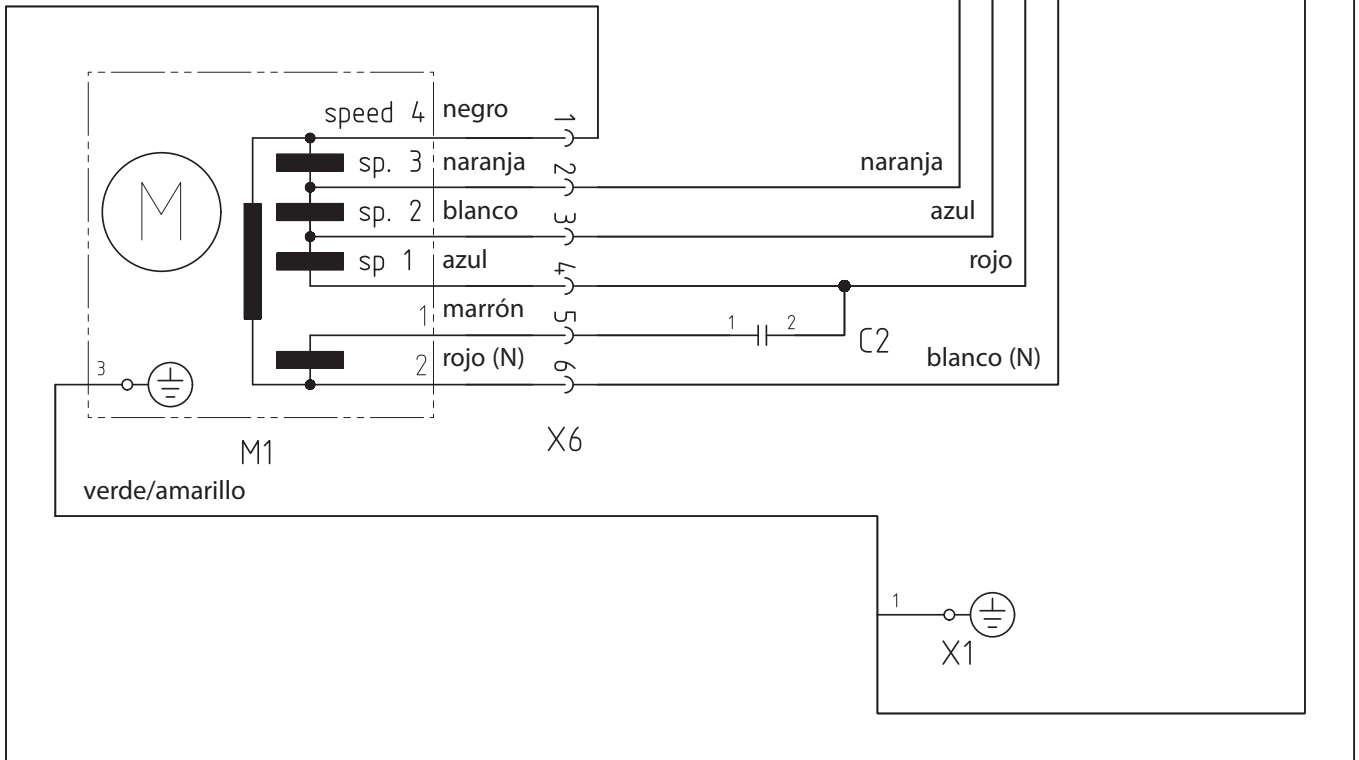 speed 4 negro 1
sp. 3 naranja 2 naranja
sp. 2 blanco 3 azul
sp 1 azul 4 rojo
1 marrón 5 1 2 C2
2 rojo (N) 6 blanco (N)
M
3
M1 X6
verde/amarillo
1
X1